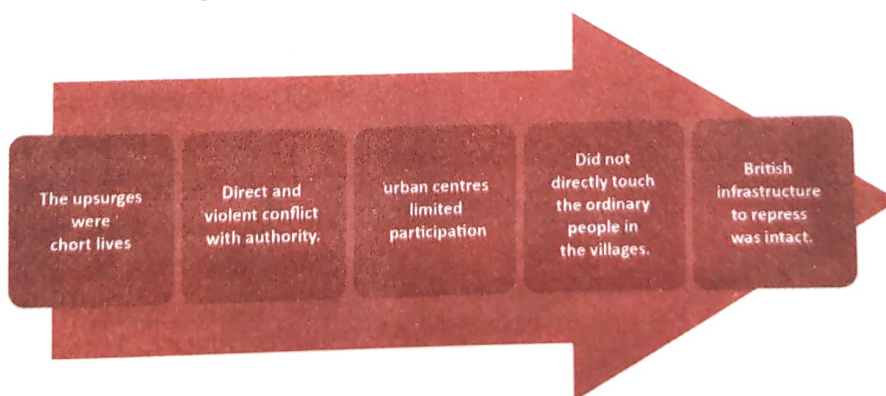 The upsurges
were
chort lives
Direct and
violent conflict
with authority.
urban centres
limited
participation
Did not
directly touch
the ordinary
people in
the villages.
British
infrastructure
to repress
was intact.